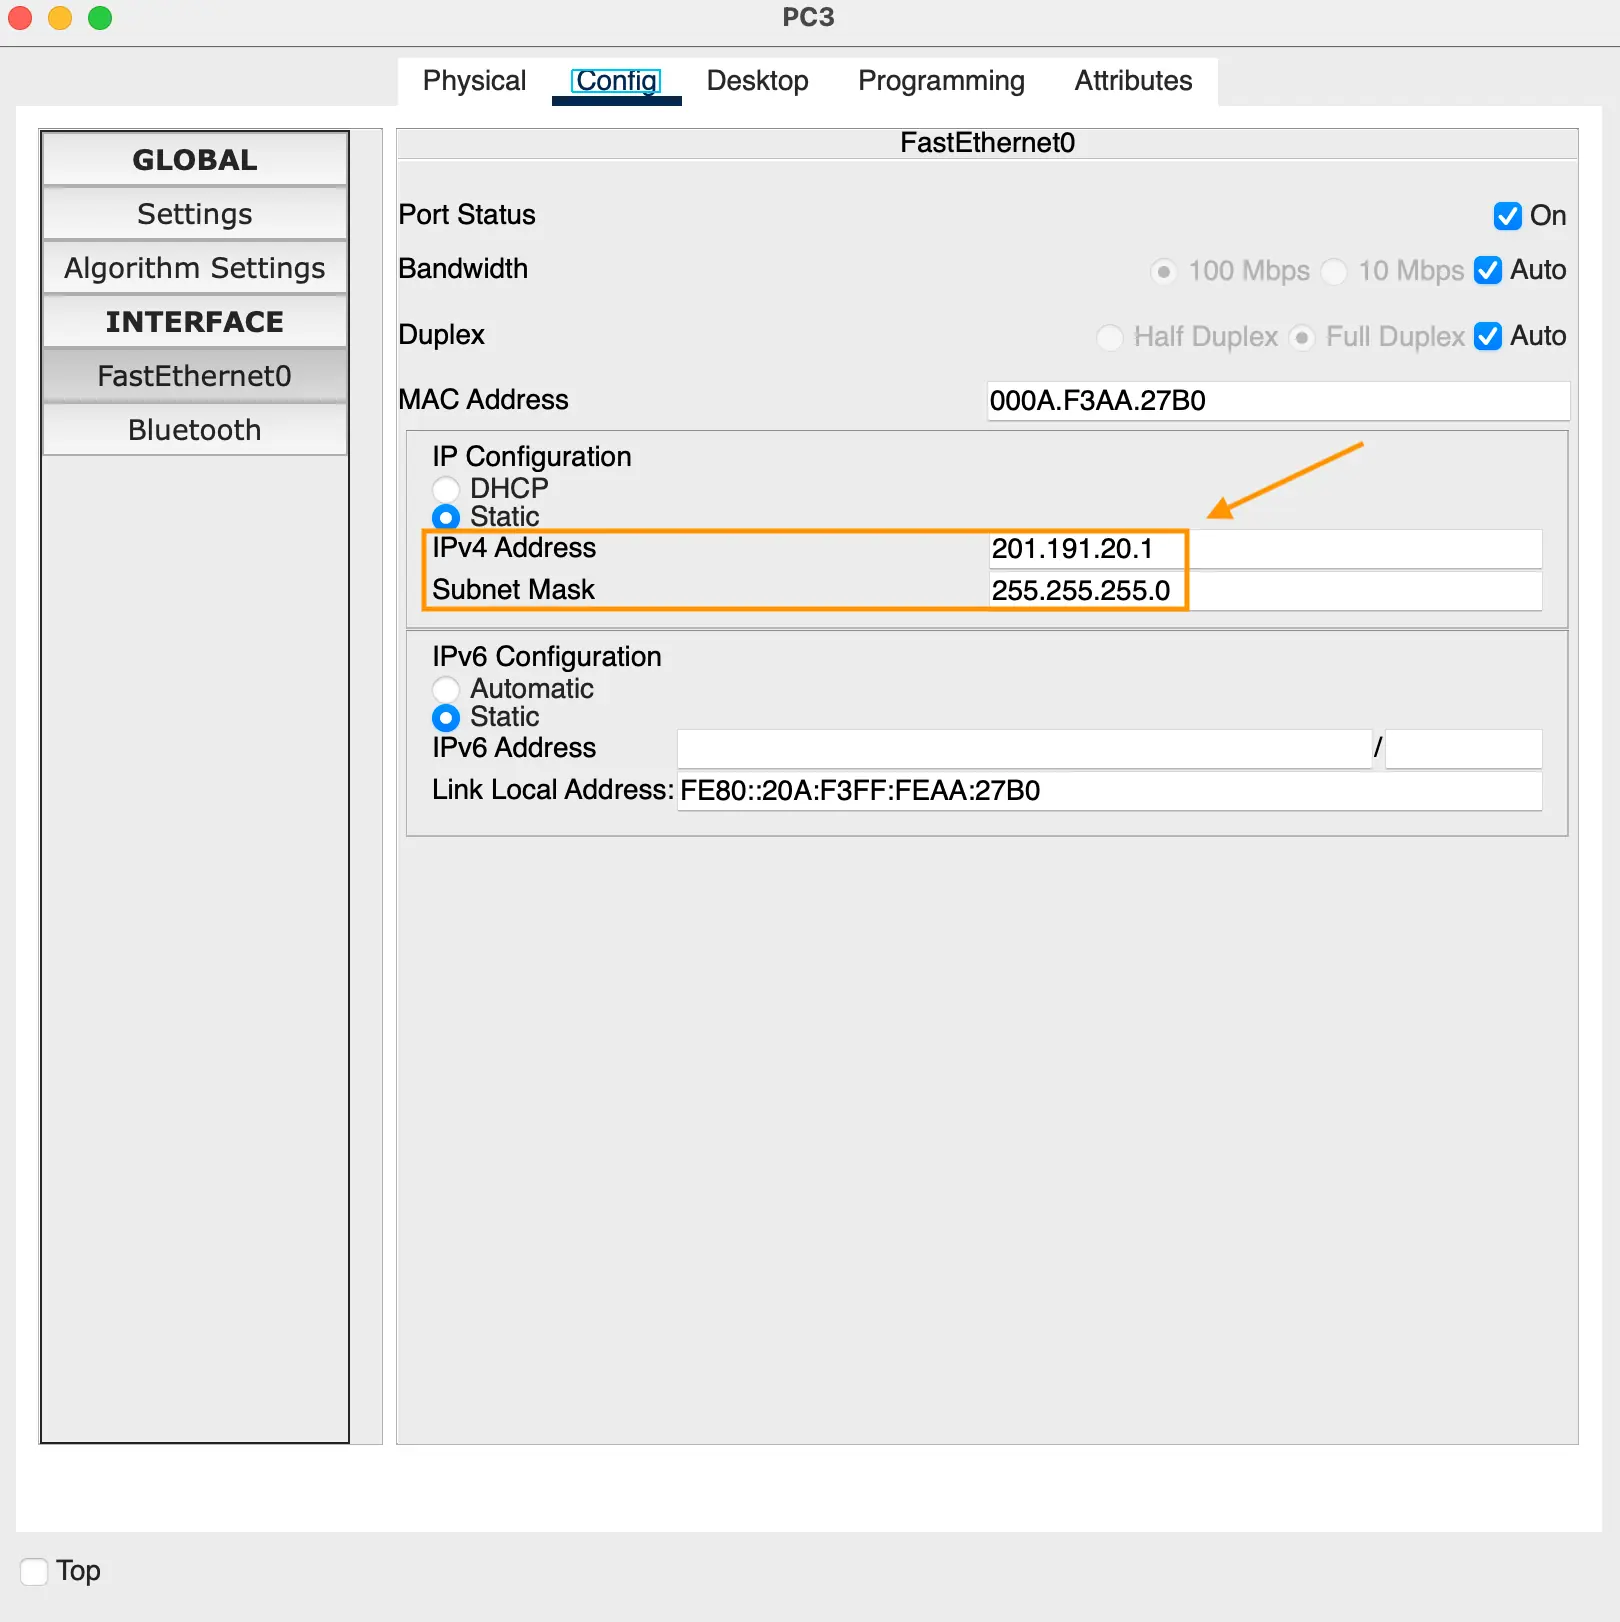 PC3
Physical Config Desktop Programming Attributes
GLOBAL
Settings
Algorithm Settings
INTERFACE
FastEthernet0
Bluetooth
FastEthernet0
Port Status On
Bandwidth 100 Mbps 10 Mbps Auto
Duplex Half Duplex Full Duplex Auto
MAC Address 000A.F3AA.27B0
IP Configuration
DHCP
Static
IPv4 Address 201.191.20.1
Subnet Mask 255.255.255.0
IPv6 Configuration
Automatic
Static
IPv6 Address /
Link Local Address: FE80::20A:F3FF:FEAA:27B0
Top